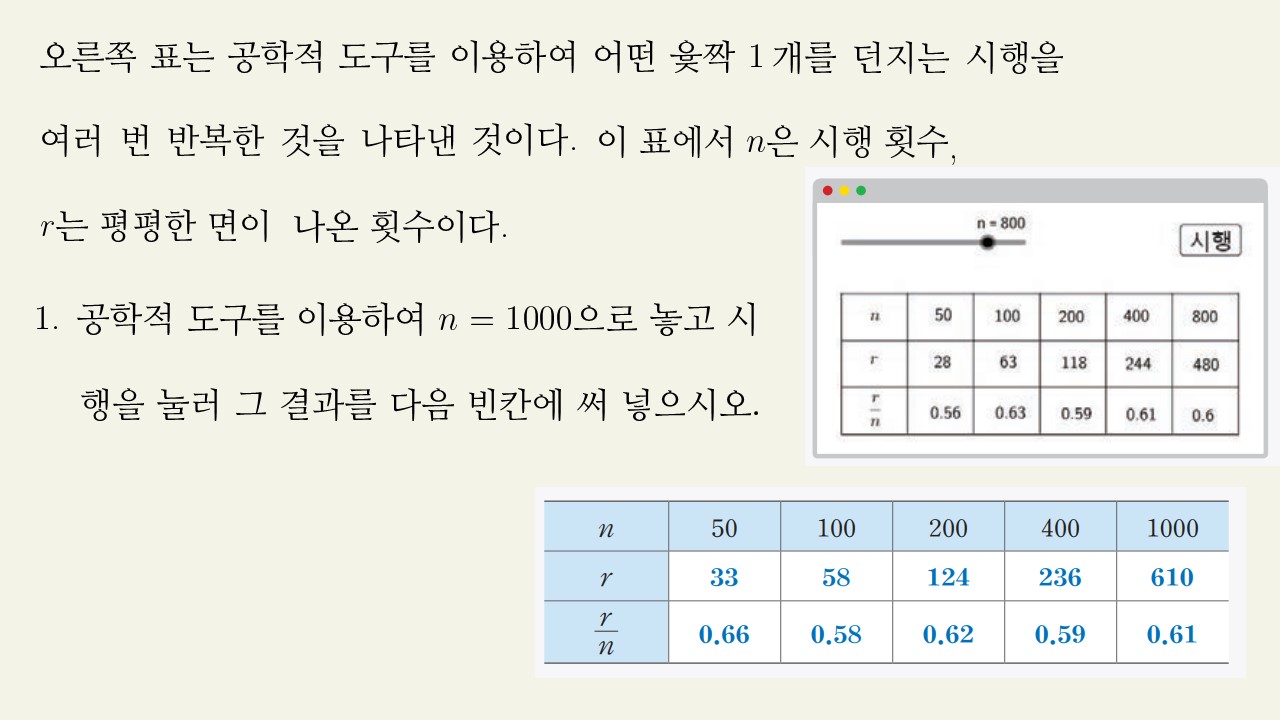 오른쪽 표는 공학적 도구를 이용하여 어떤 윷짝 1개를 던지는 시행을
여러 번 반복한 것을 나타낸 것이다. 이 표에서 n은 시행 횟수,
r는 평평한 면이 나온 횟수이다.
1. 공학적 도구를 이용하여 n = 1000으로 놓고 시
행을 눌러 그 결과를 다음 빈칸에 써 넣으시오.
n = 800
시행
n 50 100 200 400 800
r 28 63 118 244 480
r/n 0.56 0.63 0.59 0.61 0.6
n 50 100 200 400 1000
r 33 58 124 236 610
r/n 0.66 0.58 0.62 0.59 0.61